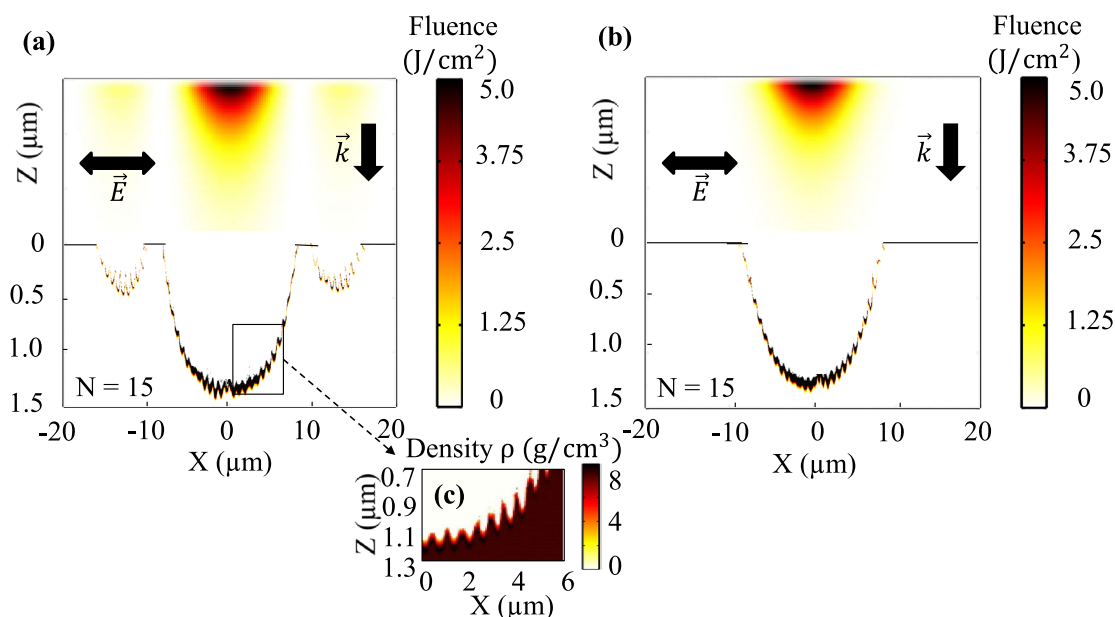 (a)
Fluence
(J/cm²)
Z (μm)
E⃗
k⃗
0
0.5
1.0
1.5
N = 15
-20
-10
0
10
20
X (μm)
5.0
3.75
2.5
1.25
0
(b)
Fluence
(J/cm²)
Z (μm)
E⃗
k⃗
0
0.5
1.0
1.5
N = 15
-20
-10
0
10
20
X (μm)
5.0
3.75
2.5
1.25
0
Density ρ (g/cm³)
(c)
Z (μm)
0.7
0.9
1.1
1.3
0
2
4
6
X (μm)
8
4
0